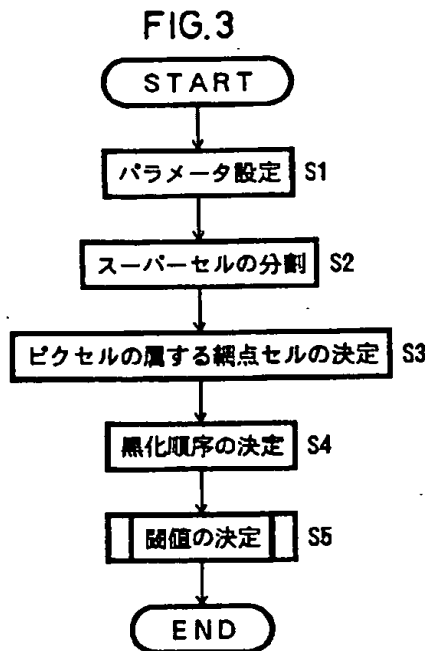 FIG.3
START
パラメータ設定 S1
スーパーセルの分割 S2
ピクセルの属する網点セルの決定 S3
黒化順序の決定 S4
閾値の決定 S5
END